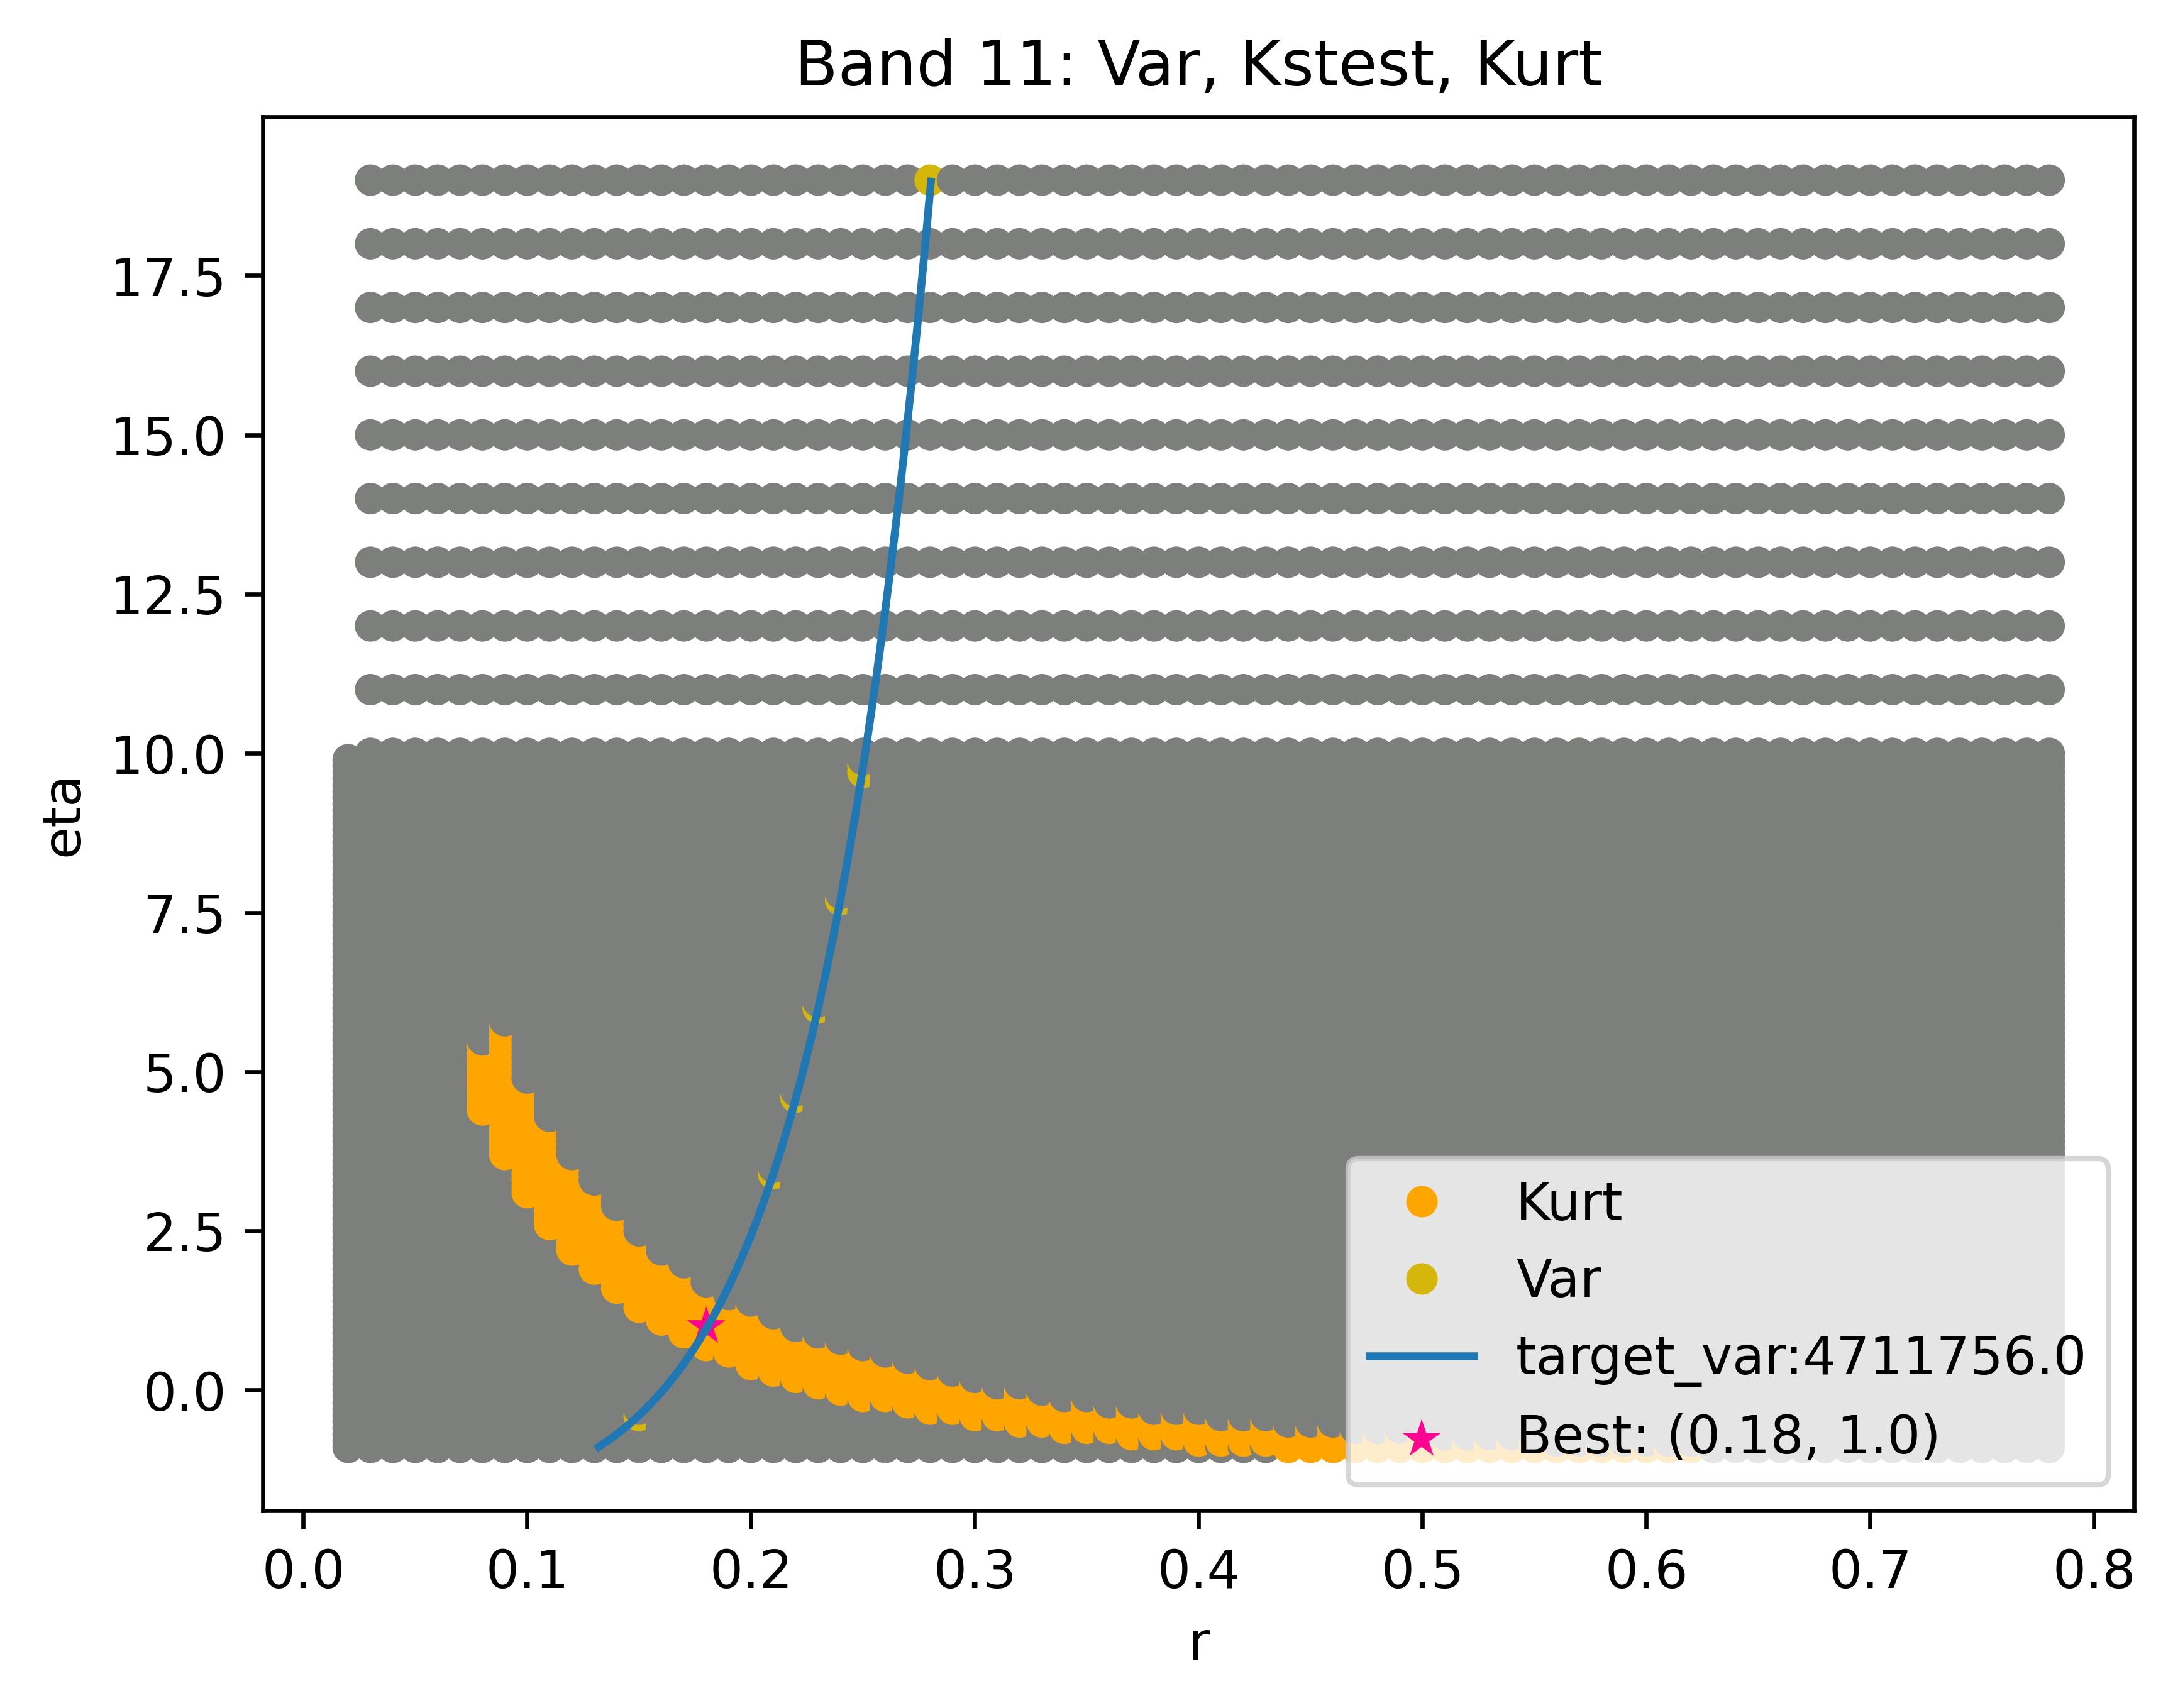 Band 11: Var, Kstest, Kurt
eta
17.5
15.0
12.5
10.0
7.5
5.0
2.5
0.0
Kurt
Var
target_var:4711756.0
Best: (0.18, 1.0)
0.0 0.1 0.2 0.3 0.4 0.5 0.6 0.7 0.8
r